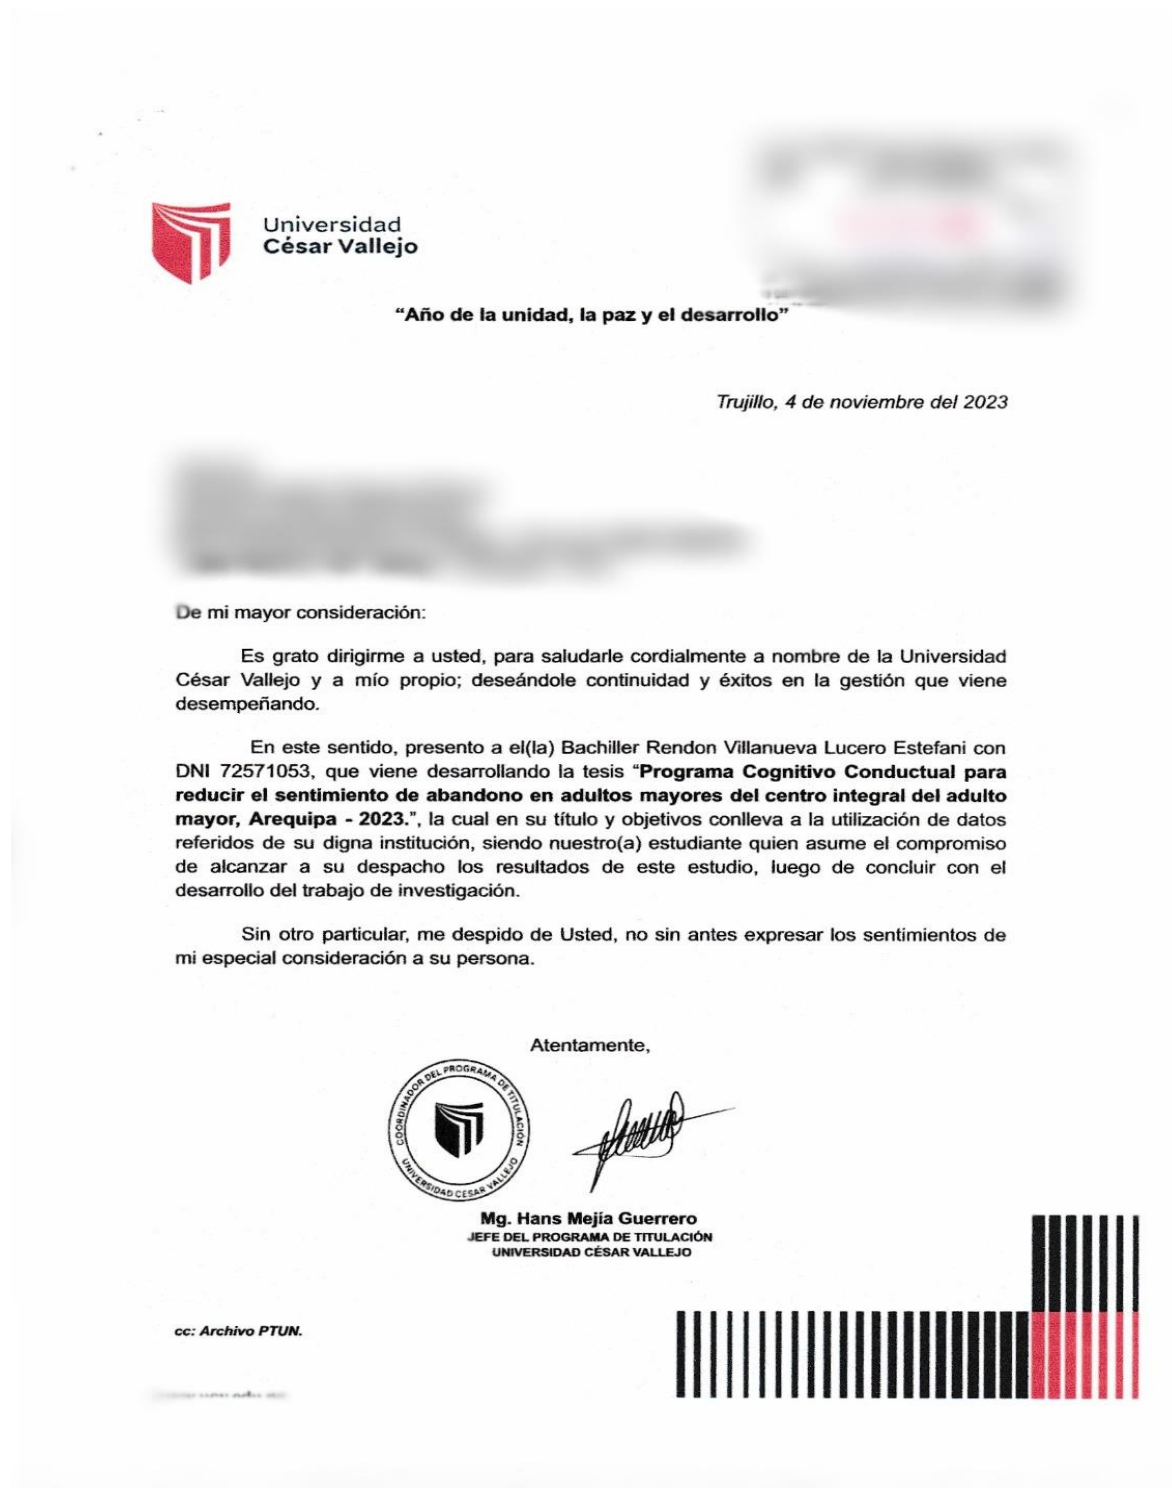 Universidad
César Vallejo
“Año de la unidad, la paz y el desarrollo”
Trujillo, 4 de noviembre del 2023
De mi mayor consideración:
Es grato dirigirme a usted, para saludarle cordialmente a nombre de la Universidad
César Vallejo y a mío propio; deseándole continuidad y éxitos en la gestión que viene
desempeñando.
En este sentido, presento a el(la) Bachiller Rendon Villanueva Lucero Estefani con
DNI 72571053, que viene desarrollando la tesis “Programa Cognitivo Conductual para
reducir el sentimiento de abandono en adultos mayores del centro integral del adulto
mayor, Arequipa - 2023.”, la cual en su título y objetivos conlleva a la utilización de datos
referidos de su digna institución, siendo nuestro(a) estudiante quien asume el compromiso
de alcanzar a su despacho los resultados de este estudio, luego de concluir con el
desarrollo del trabajo de investigación.
Sin otro particular, me despido de Usted, no sin antes expresar los sentimientos de
mi especial consideración a su persona.
Atentamente,
COORDINADOR DEL PROGRAMA DE TITULACIÓN
UNIVERSIDAD CÉSAR VALLEJO
Mg. Hans Mejía Guerrero
JEFE DEL PROGRAMA DE TITULACIÓN
UNIVERSIDAD CÉSAR VALLEJO
cc: Archivo PTUN.